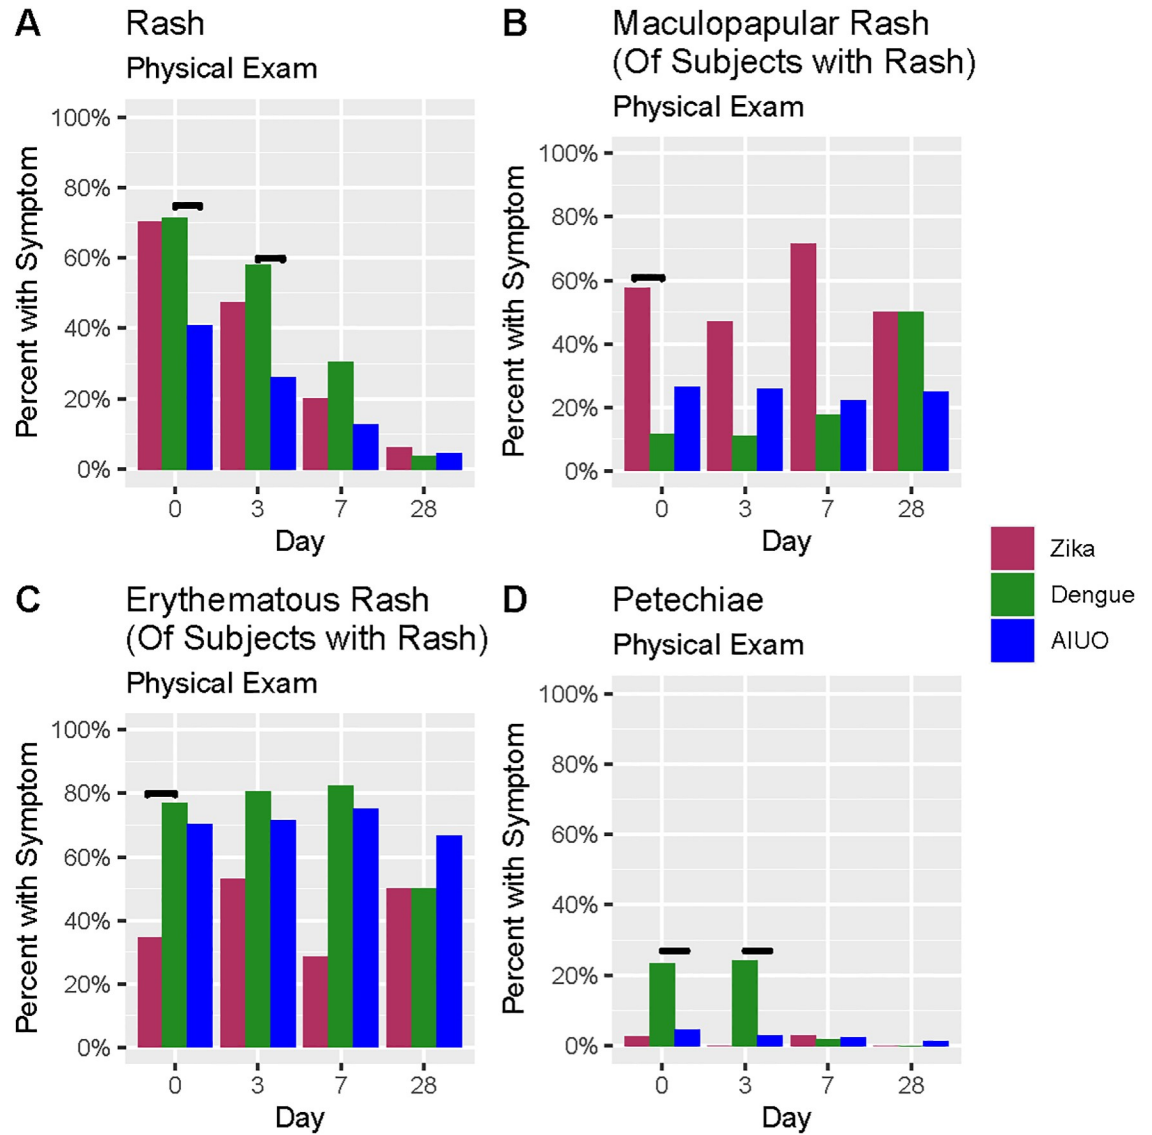 A
Rash
Physical Exam
Percent with Symptom
100%
80%
60%
40%
20%
0%
0 3 7 28
Day
B
Maculopapular Rash
(Of Subjects with Rash)
Physical Exam
Percent with Symptom
100%
80%
60%
40%
20%
0%
0 3 7 28
Day
C
Erythematous Rash
(Of Subjects with Rash)
Physical Exam
Percent with Symptom
100%
80%
60%
40%
20%
0%
0 3 7 28
Day
D
Petechiae
Physical Exam
Percent with Symptom
100%
80%
60%
40%
20%
0%
0 3 7 28
Day
Zika
Dengue
AIUO